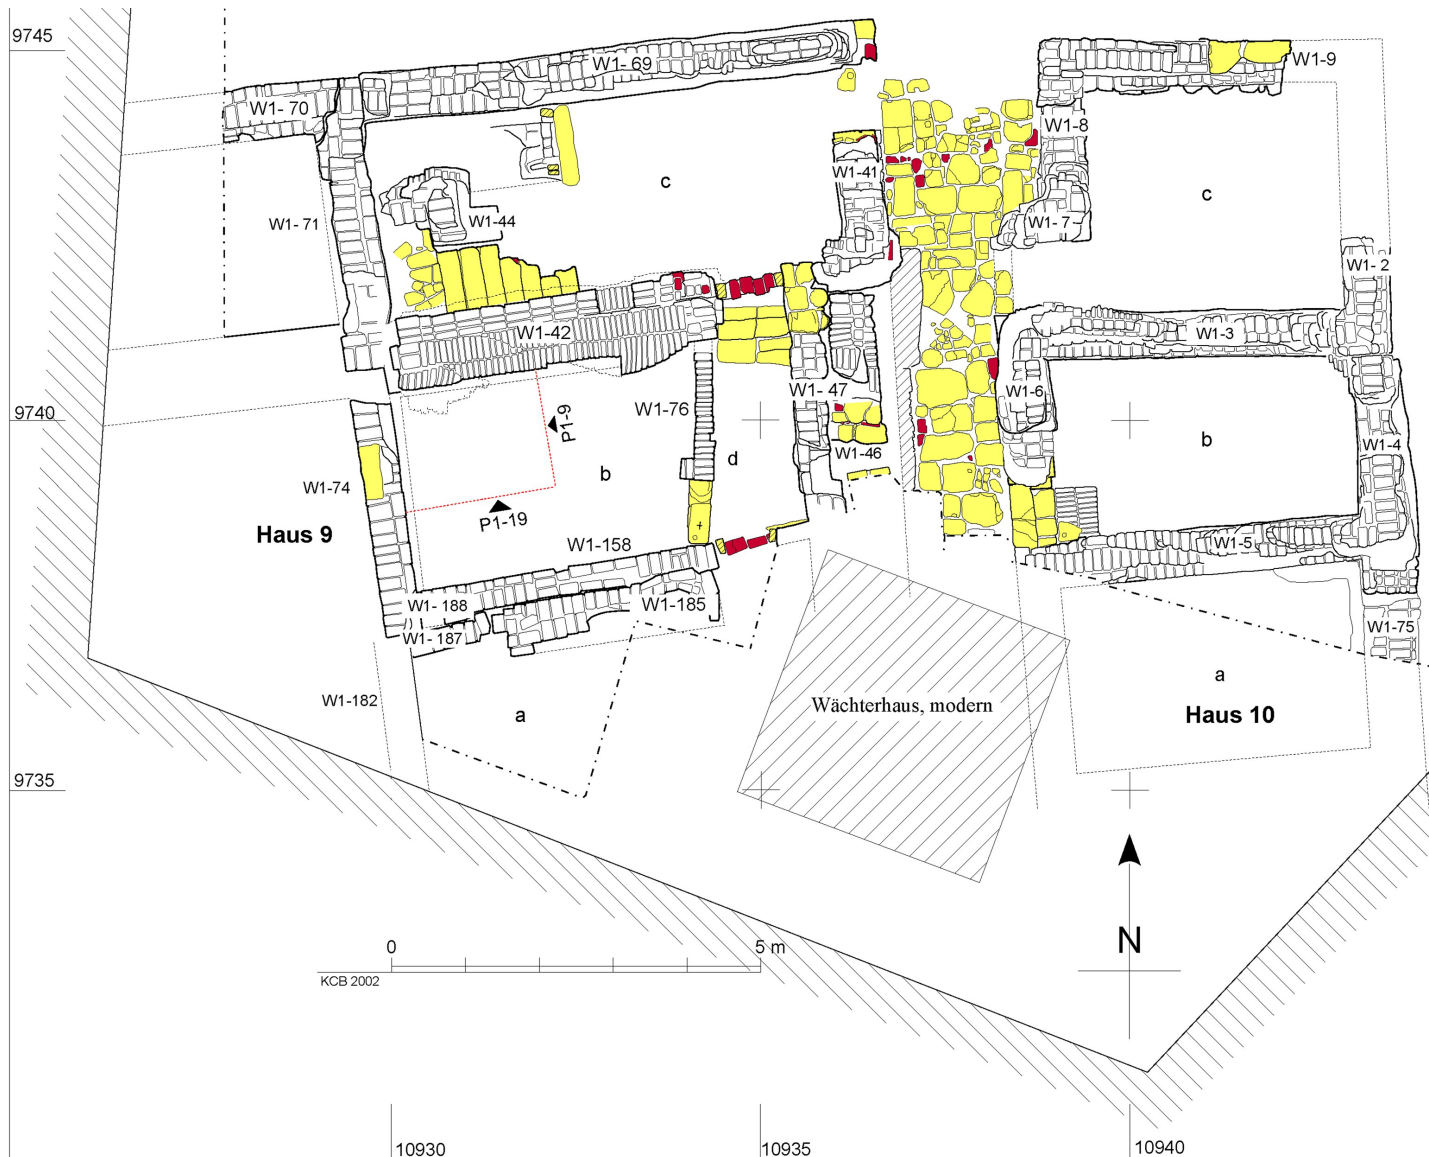 9745
W1- 69
W1-9
W1- 70
W1-8
W1-41
c
c
W1- 71
W1-44
W1- 7
W1- 2
W1-42
W1-3
9740
W1-76
W1- 47
W1-6
P1-9
b
d
W1-46
b
W1-4
W1-74
P1-19
Haus 9
W1-158
W1-5
W1- 188
W1-185
W1- 187
W1-75
W1-182
a
Wächterhaus, modern
a
Haus 10
9735
0
5 m
KCB 2002
N
10930
10935
10940